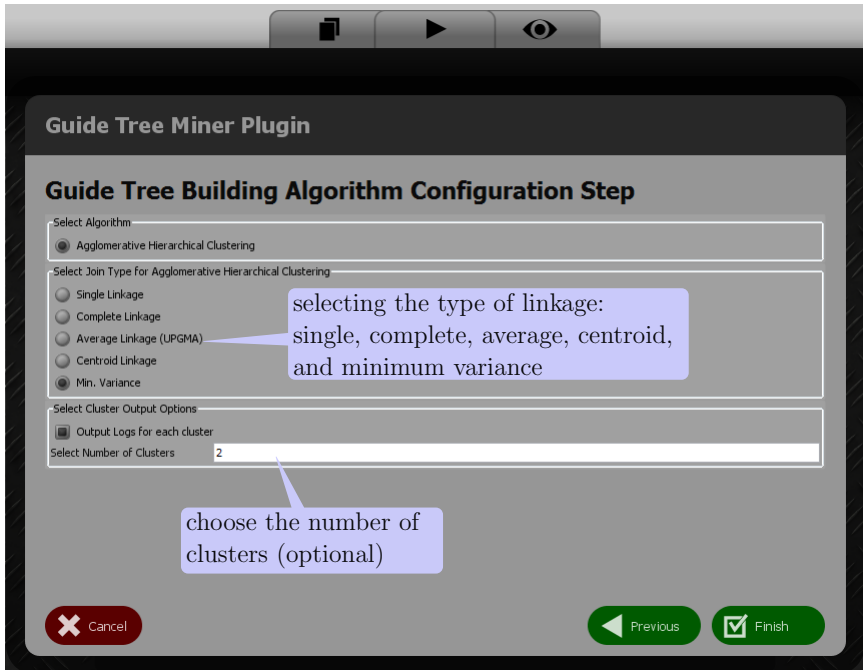 Guide Tree Miner Plugin
Guide Tree Building Algorithm Configuration Step
Select Algorithm
Agglomerative Hierarchical Clustering
Select Join Type for Agglomerative Hierarchical Clustering
Single Linkage
Complete Linkage
Average Linkage (UPGMA)
Centroid Linkage
Min. Variance
selecting the type of linkage:
single, complete, average, centroid,
and minimum variance
Select Cluster Output Options
Output Logs for each cluster
Select Number of Clusters 2
choose the number of
clusters (optional)
Cancel
Previous
Finish